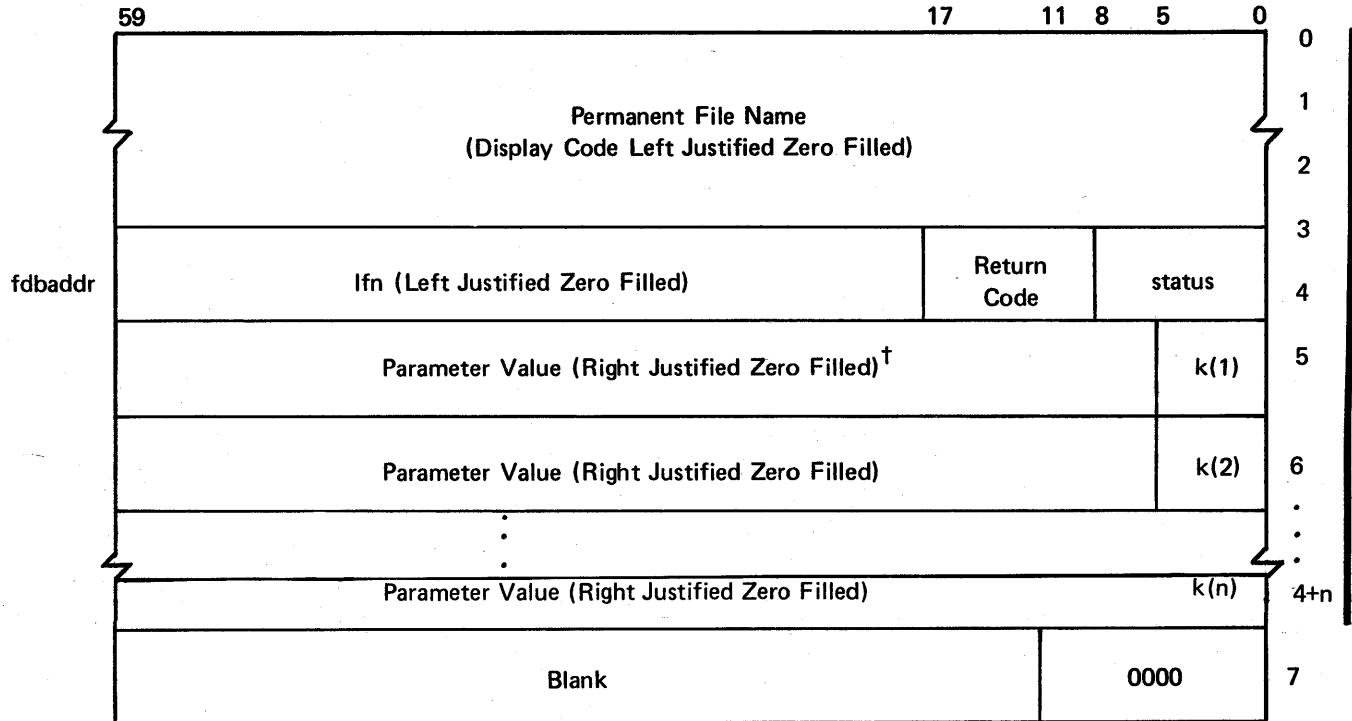 59 17 11 8 5 0
0
Permanent File Name 1
(Display Code Left Justified Zero Filled)
2
3
fdbaddr lfn (Left Justified Zero Filled) Return Code status 4
Parameter Value (Right Justified Zero Filled)† k(1) 5
Parameter Value (Right Justified Zero Filled) k(2) 6
Parameter Value (Right Justified Zero Filled) k(n) 4+n
Blank 0000 7